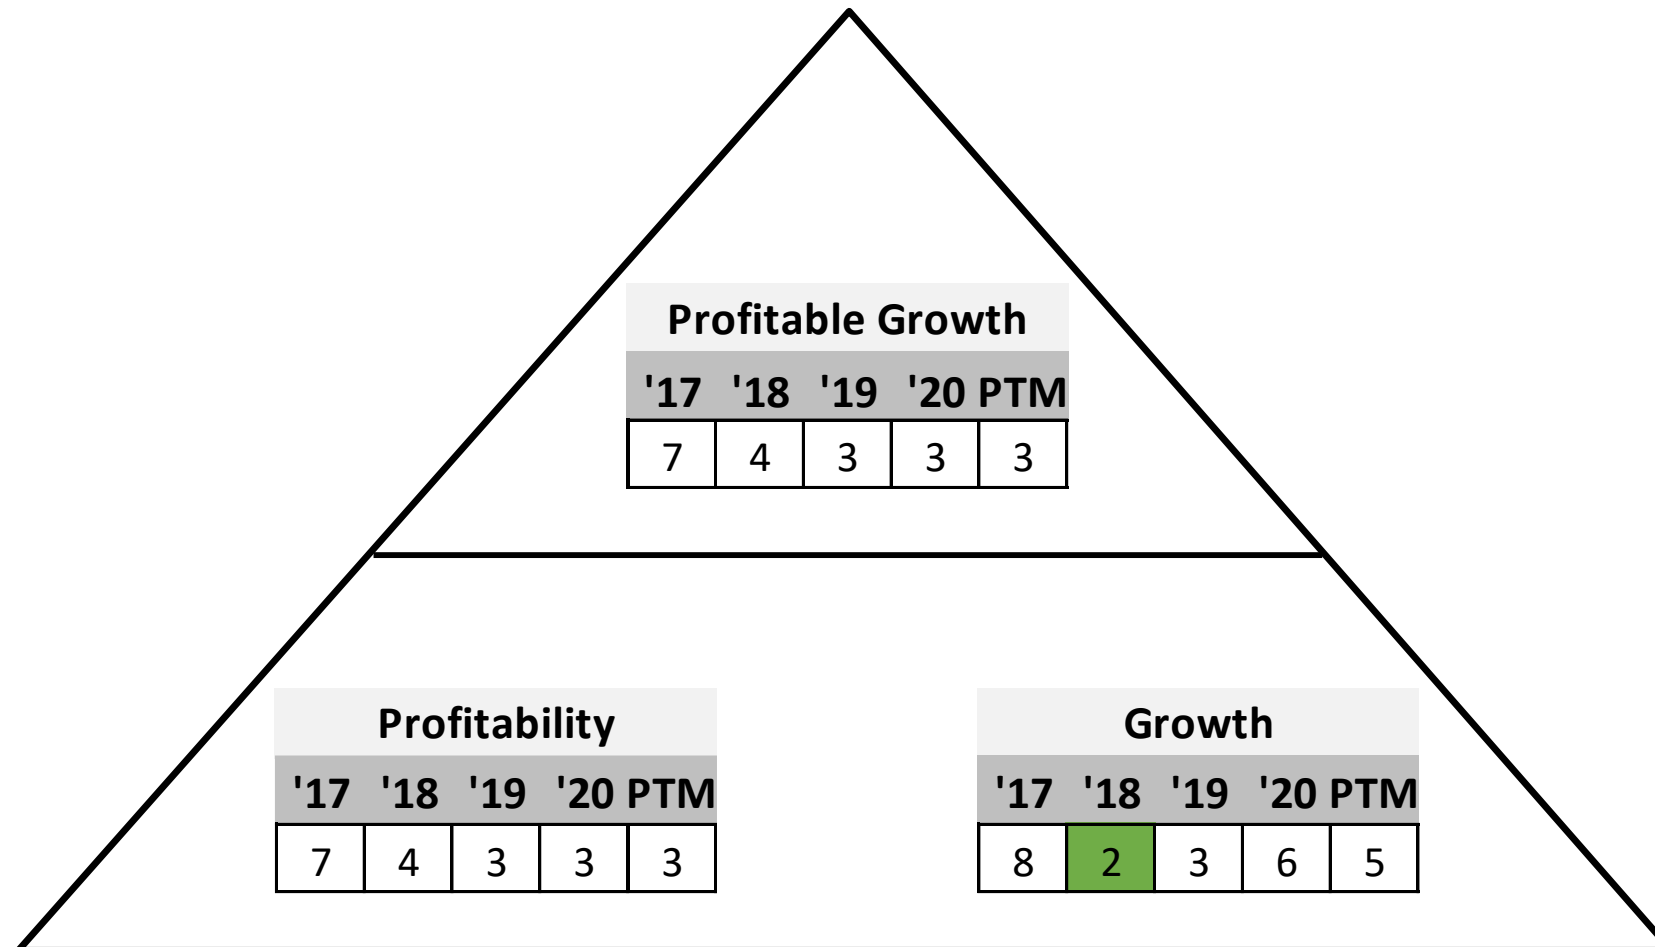 Profitable Growth
'17 '18 '19 '20 PTM
7 4 3 3 3
Profitability
'17 '18 '19 '20 PTM
7 4 3 3 3
Growth
'17 '18 '19 '20 PTM
8 2 3 6 5